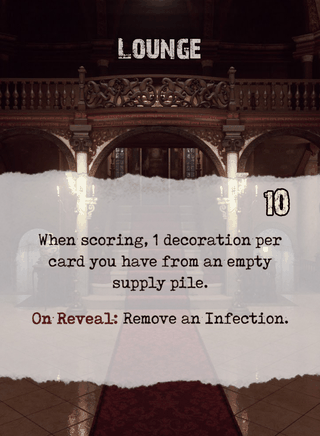 LOUNGE
10
When scoring, 1 decoration per
card you have from an empty
supply pile.
On Reveal: Remove an Infection.